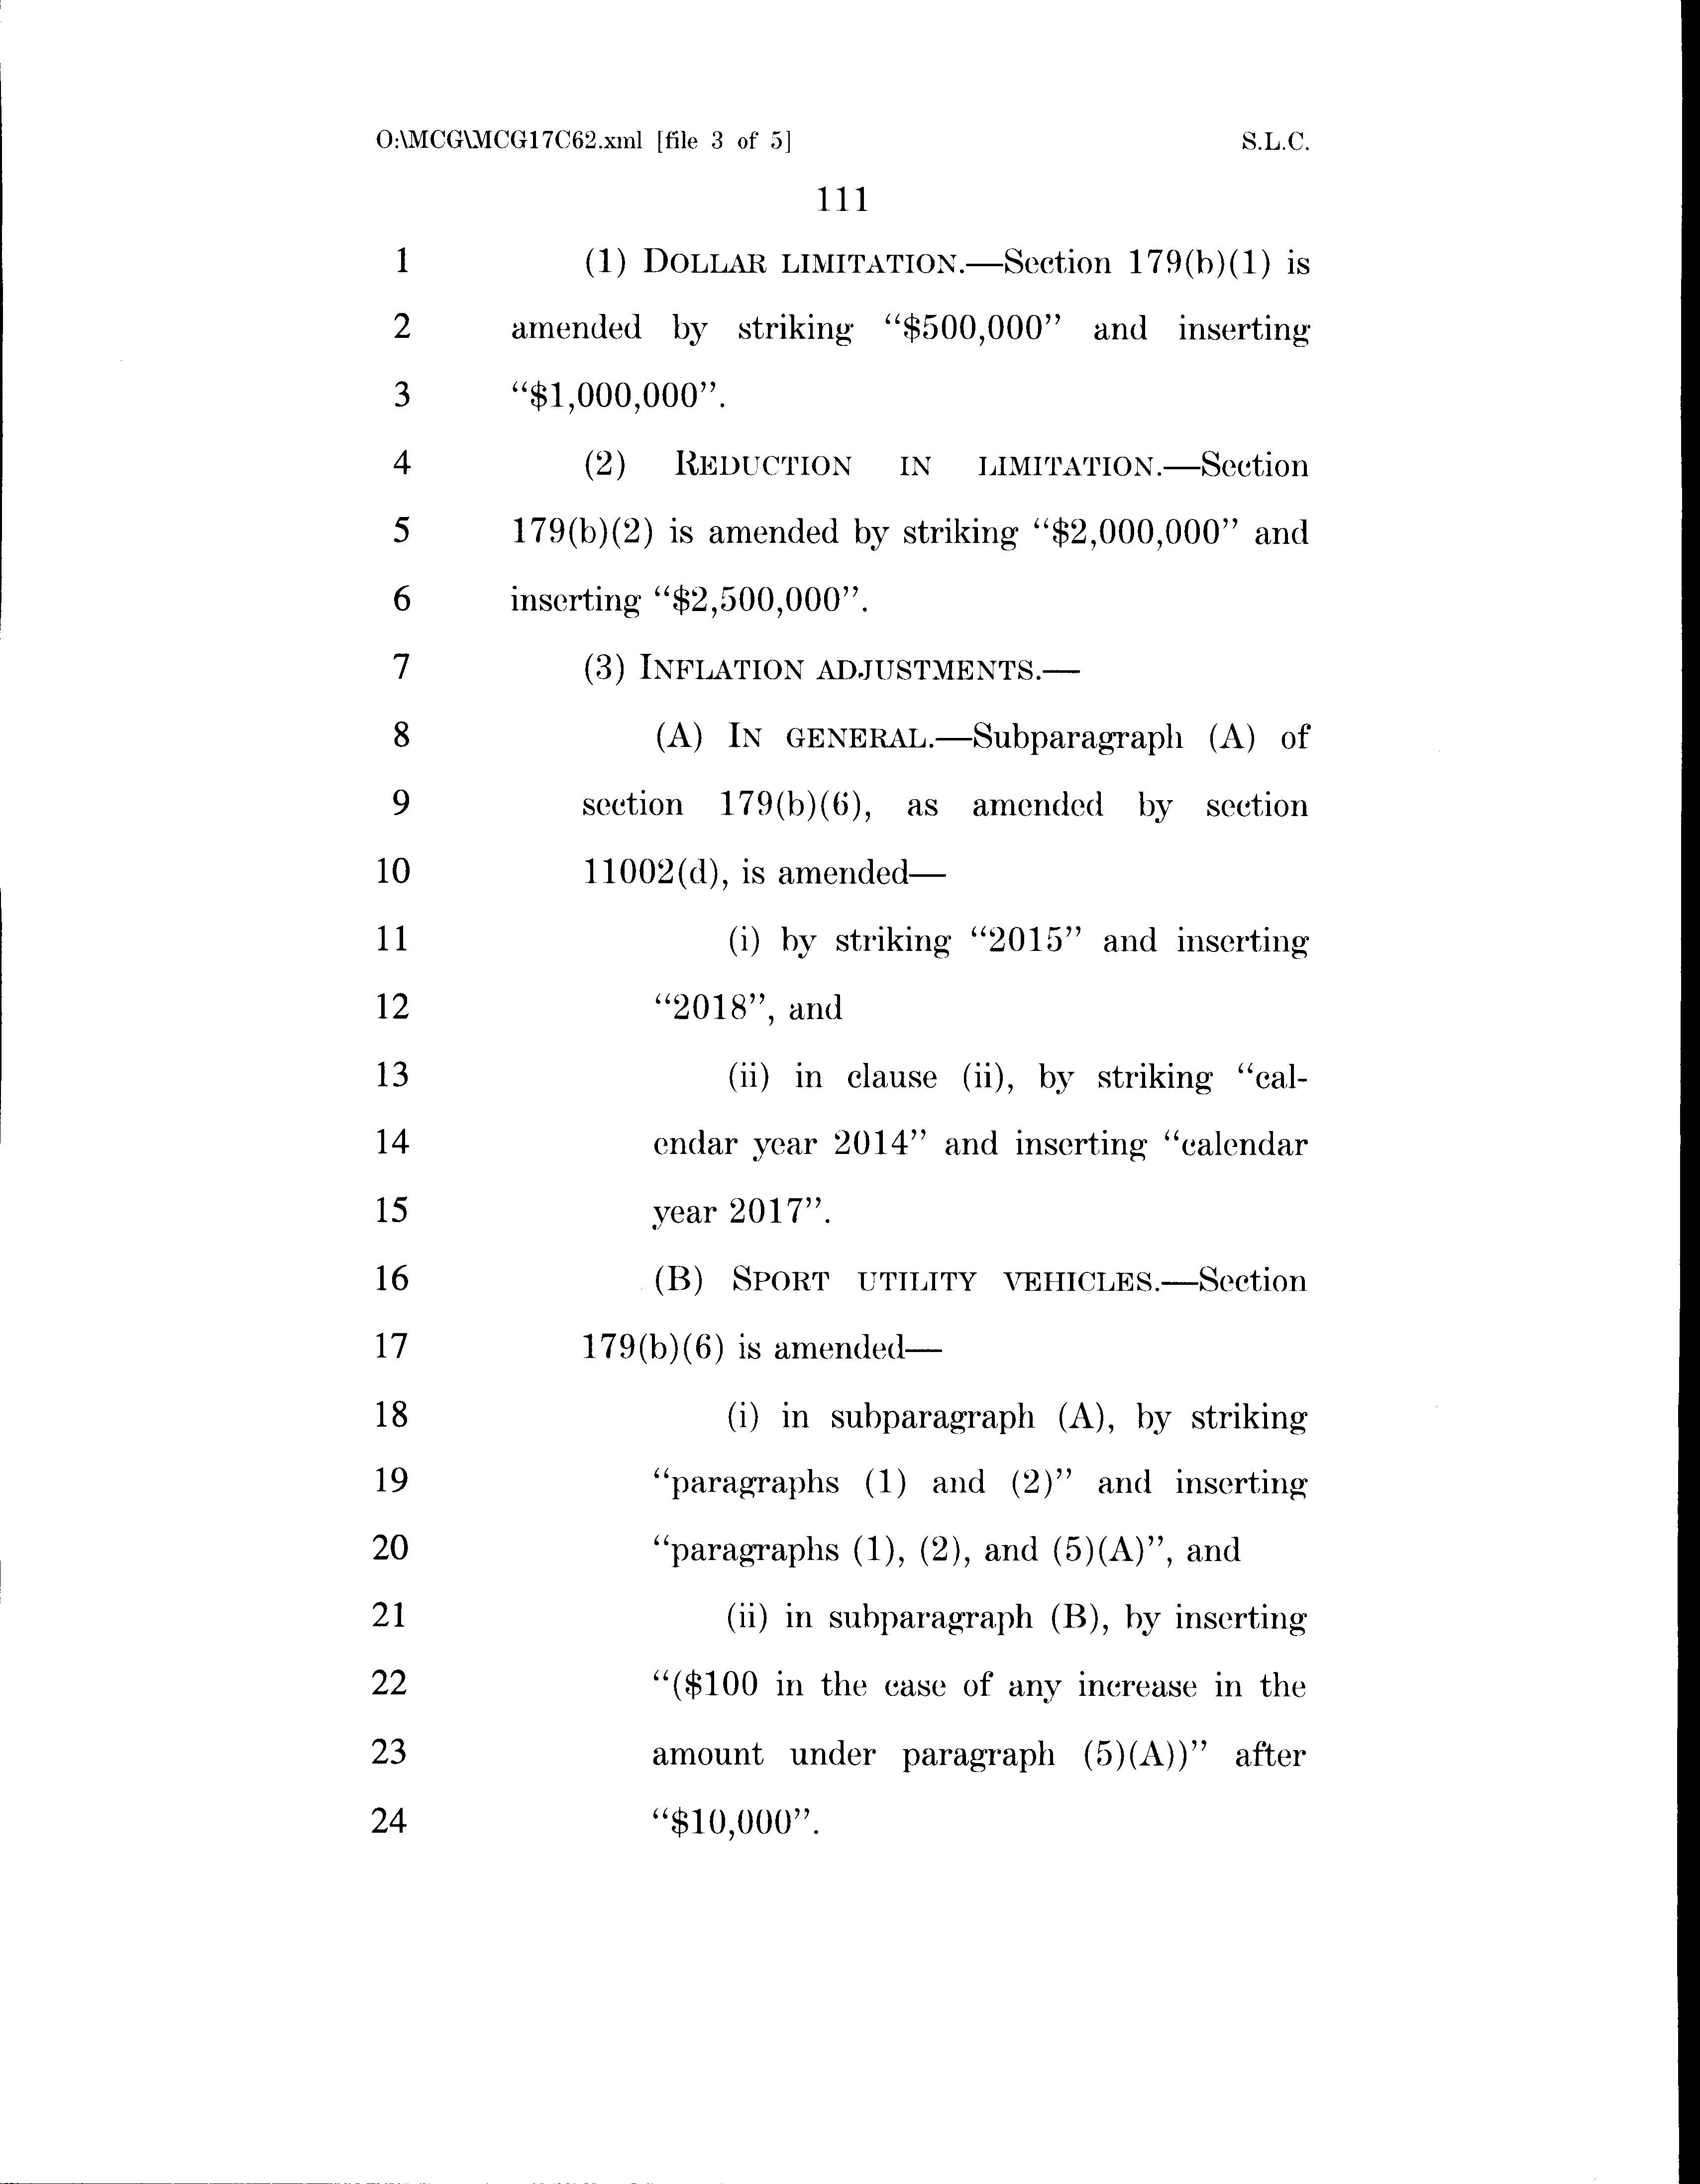 O:\MCG\MCG17C62.xml [file 3 of 5] S.L.C.
111
1 (1) DOLLAR LIMITATION.—Section 179(b)(1) is
2 amended by striking “$500,000” and inserting
3 “$1,000,000”.
4 (2) REDUCTION IN LIMITATION.—Section
5 179(b)(2) is amended by striking “$2,000,000” and
6 inserting “$2,500,000”.
7 (3) INFLATION ADJUSTMENTS.—
8 (A) IN GENERAL.—Subparagraph (A) of
9 section 179(b)(6), as amended by section
10 11002(d), is amended—
11 (i) by striking “2015” and inserting
12 “2018”, and
13 (ii) in clause (ii), by striking “cal-
14 endar year 2014” and inserting “calendar
15 year 2017”.
16 (B) SPORT UTILITY VEHICLES.—Section
17 179(b)(6) is amended—
18 (i) in subparagraph (A), by striking
19 “paragraphs (1) and (2)” and inserting
20 “paragraphs (1), (2), and (5)(A)”, and
21 (ii) in subparagraph (B), by inserting
22 “($100 in the case of any increase in the
23 amount under paragraph (5)(A))” after
24 “$10,000”.